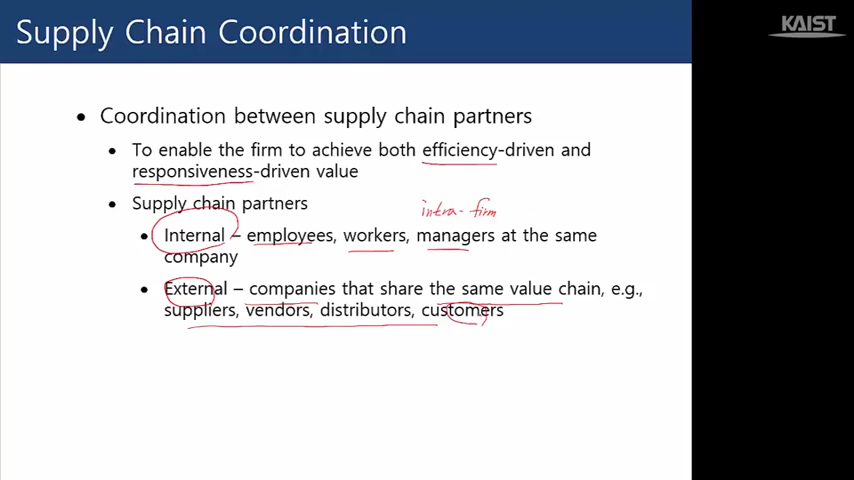 Supply Chain Coordination
KAIST
• Coordination between supply chain partners
• To enable the firm to achieve both efficiency-driven and
responsiveness-driven value
• Supply chain partners
intra-firm
• Internal – employees, workers, managers at the same
company
• External – companies that share the same value chain, e.g.,
suppliers, vendors, distributors, customers